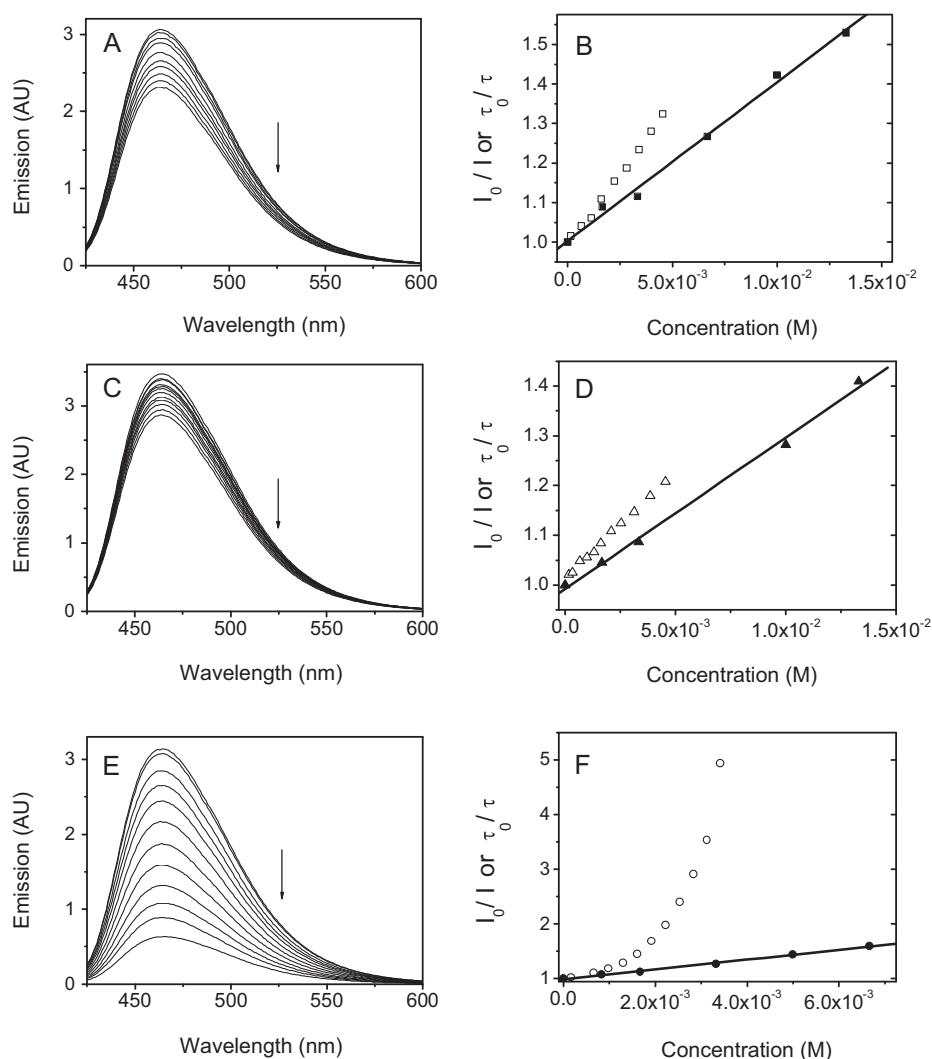 A
Emission (AU)
3
2
1
0
450 500 550 600
Wavelength (nm)
B
I0 / I or τ0 / τ
1.5
1.4
1.3
1.2
1.1
1.0
0.0 5.0x10-3 1.0x10-2 1.5x10-2
Concentration (M)
C
Emission (AU)
3
2
1
0
450 500 550 600
Wavelength (nm)
D
I0 / I or τ0 / τ
1.4
1.3
1.2
1.1
1.0
0.0 5.0x10-3 1.0x10-2 1.5x10-2
Concentration (M)
E
Emission (AU)
3
2
1
0
450 500 550 600
Wavelength (nm)
F
I0 / I or τ0 / τ
5
4
3
2
1
0.0 2.0x10-3 4.0x10-3 6.0x10-3
Concentration (M)